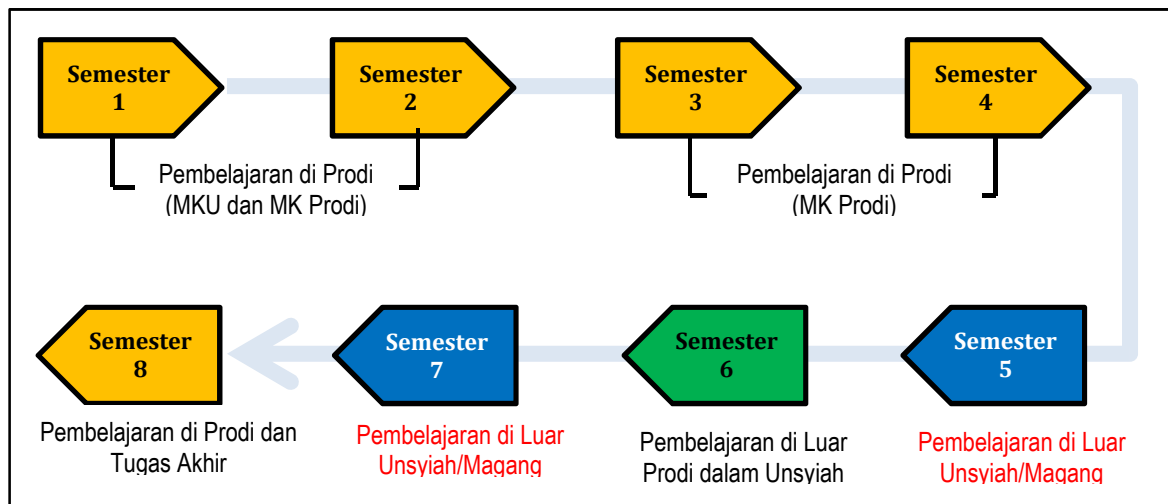 Semester
1
Semester
2
Semester
3
Semester
4
Pembelajaran di Prodi
(MKU dan MK Prodi)
Pembelajaran di Prodi
(MK Prodi)
Semester
8
Semester
7
Semester
6
Semester
5
Pembelajaran di Prodi dan
Tugas Akhir
Pembelajaran di Luar
Unsyiah/Magang
Pembelajaran di Luar
Prodi dalam Unsyiah
Pembelajaran di Luar
Unsyiah/Magang